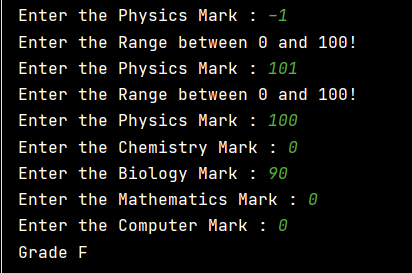 Enter the Physics Mark : -1
Enter the Range between 0 and 100!
Enter the Physics Mark : 101
Enter the Range between 0 and 100!
Enter the Physics Mark : 100
Enter the Chemistry Mark : 0
Enter the Biology Mark : 90
Enter the Mathematics Mark : 0
Enter the Computer Mark : 0
Grade F